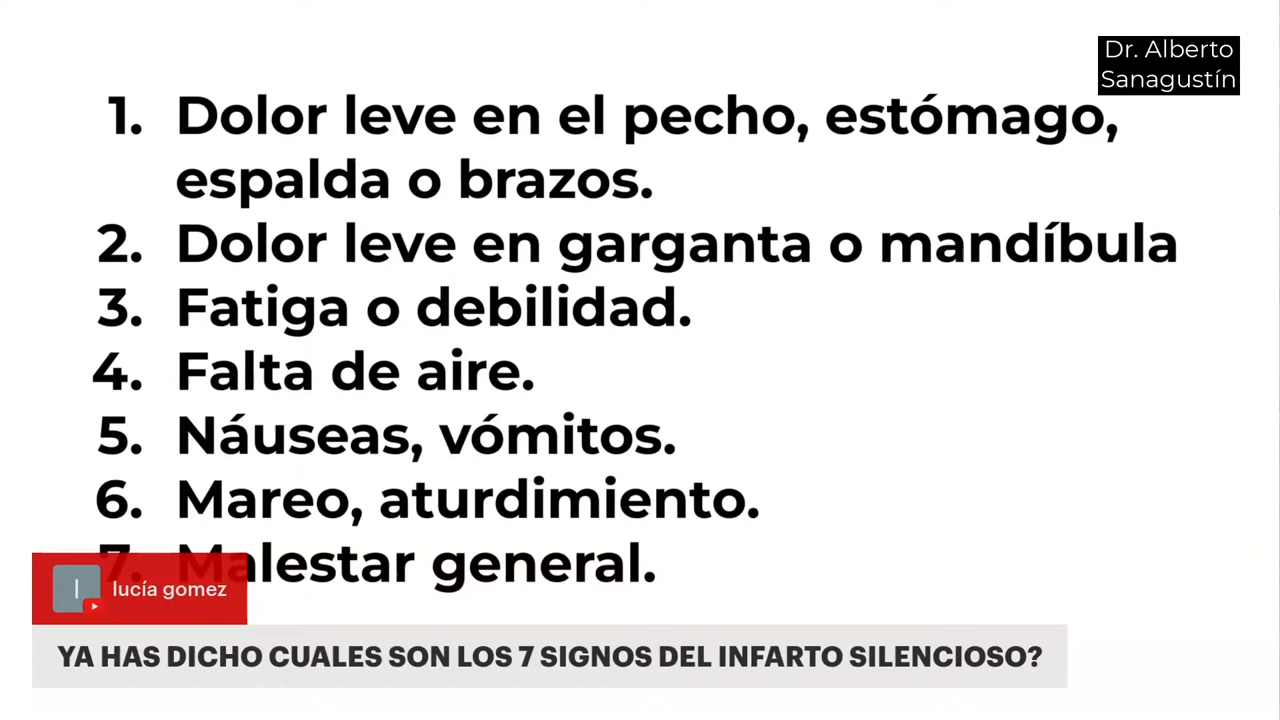 Dr. Alberto
Sanagustín
1. Dolor leve en el pecho, estómago,
espalda o brazos.
2. Dolor leve en garganta o mandíbula
3. Fatiga o debilidad.
4. Falta de aire.
5. Náuseas, vómitos.
6. Mareo, aturdimiento.
7. Malestar general.
l
lucía gomez
YA HAS DICHO CUALES SON LOS 7 SIGNOS DEL INFARTO SILENCIOSO?